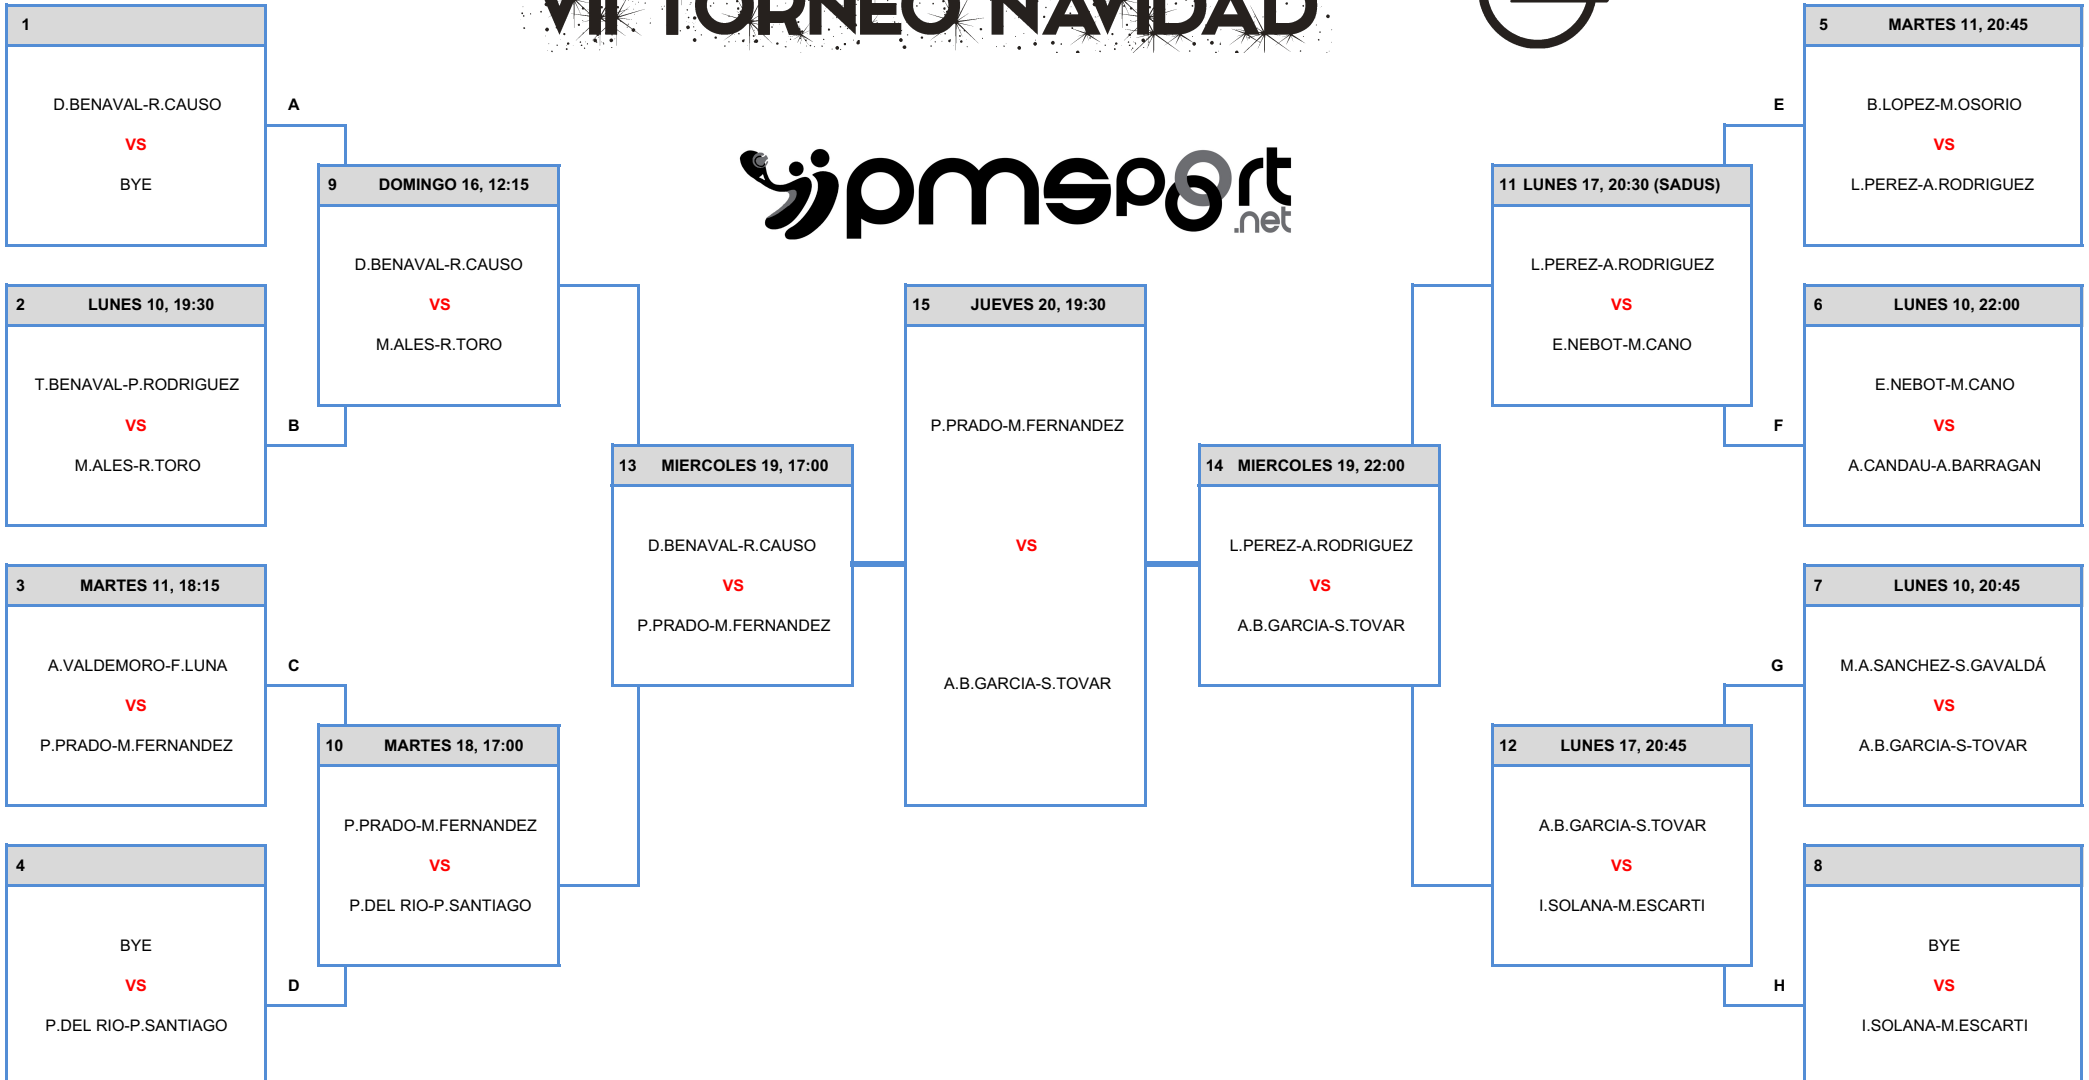 VII TORNEO NAVIDAD
pmsport
.net
1
D.BENAVAL-R.CAUSO
VS
BYE
A
2 LUNES 10, 19:30
T.BENAVAL-P.RODRIGUEZ
VS
M.ALES-R.TORO
B
3 MARTES 11, 18:15
A.VALDEMORO-F.LUNA
VS
P.PRADO-M.FERNANDEZ
C
4
BYE
VS
P.DEL RIO-P.SANTIAGO
D
9 DOMINGO 16, 12:15
D.BENAVAL-R.CAUSO
VS
M.ALES-R.TORO
10 MARTES 18, 17:00
P.PRADO-M.FERNANDEZ
VS
P.DEL RIO-P.SANTIAGO
13 MIERCOLES 19, 17:00
D.BENAVAL-R.CAUSO
VS
P.PRADO-M.FERNANDEZ
15 JUEVES 20, 19:30
P.PRADO-M.FERNANDEZ
VS
A.B.GARCIA-S.TOVAR
14 MIERCOLES 19, 22:00
L.PEREZ-A.RODRIGUEZ
VS
A.B.GARCIA-S.TOVAR
11 LUNES 17, 20:30 (SADUS)
L.PEREZ-A.RODRIGUEZ
VS
E.NEBOT-M.CANO
12 LUNES 17, 20:45
A.B.GARCIA-S.TOVAR
VS
I.SOLANA-M.ESCARTI
5 MARTES 11, 20:45
E
B.LOPEZ-M.OSORIO
VS
L.PEREZ-A.RODRIGUEZ
6 LUNES 10, 22:00
E.NEBOT-M.CANO
F
VS
A.CANDAU-A.BARRAGAN
7 LUNES 10, 20:45
G
M.A.SANCHEZ-S.GAVALDÁ
VS
A.B.GARCIA-S-TOVAR
8
BYE
H
VS
I.SOLANA-M.ESCARTI